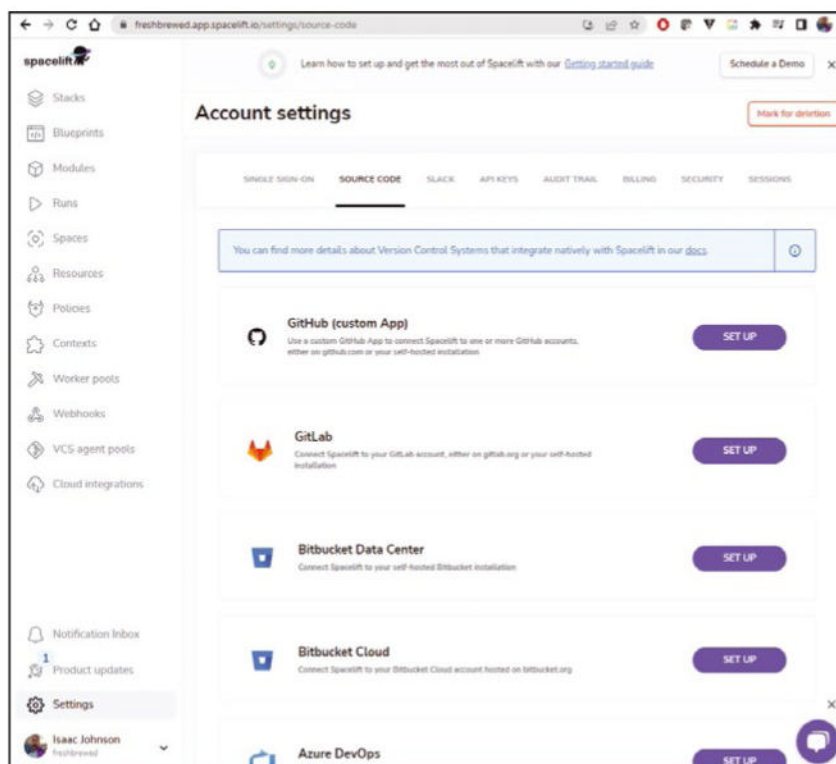 freshbrewed.app.spacelift.io/settings/source-code
spacelift
Learn how to set up and get the most out of Spacelift with our Getting started guide
Schedule a Demo
Account settings
Mark for deletion
SINGLE SIGN-ON SOURCE CODE SLACK API KEYS AUDIT TRAIL BILLING SECURITY SESSIONS
You can find more details about Version Control Systems that integrate natively with Spacelift in our docs.
Stacks
Blueprints
Modules
Runs
Spaces
Resources
Policies
Contexts
Worker pools
Webhooks
VCS agent pools
Cloud integrations
GitHub (custom App)
Use a custom GitHub App to connect Spacelift to one or more GitHub accounts,
either on github.com or your self-hosted installation
SET UP
GitLab
Connect Spacelift to your GitLab account, either on gitlab.org or your self-hosted
installation
SET UP
Bitbucket Data Center
Connect Spacelift to your self-hosted Bitbucket installation
SET UP
Bitbucket Cloud
Connect Spacelift to your Bitbucket Cloud account hosted on bitbucket.org
SET UP
Azure DevOps
SET UP
Notification Inbox
1
Product updates
Settings
Isaac Johnson
freshbrewed